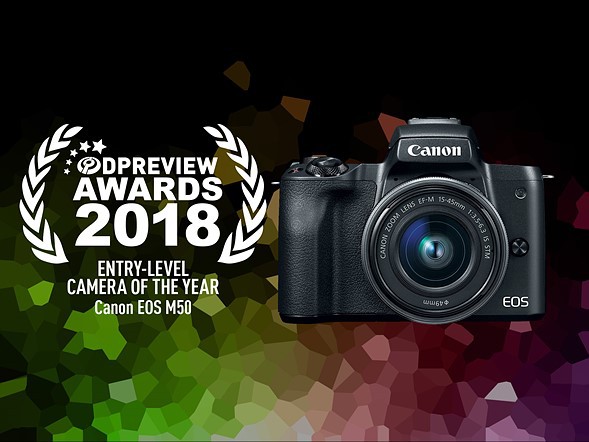 DPREVIEW
AWARDS
2018
ENTRY-LEVEL
CAMERA OF THE YEAR
Canon EOS M50
Canon
CANON ZOOM LENS EF-M 15-45mm 1:3.5-6.3 IS STM
Φ49mm
EOS